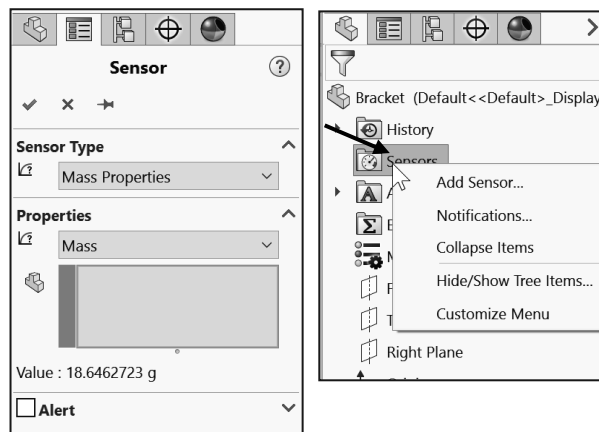 Sensor
Sensor Type
Mass Properties
Properties
Mass
Value : 18.6462723 g
Alert
Bracket (Default<<Default>_Display
History
Sensors
Add Sensor...
Notifications...
Collapse Items
Hide/Show Tree Items...
Customize Menu
Right Plane